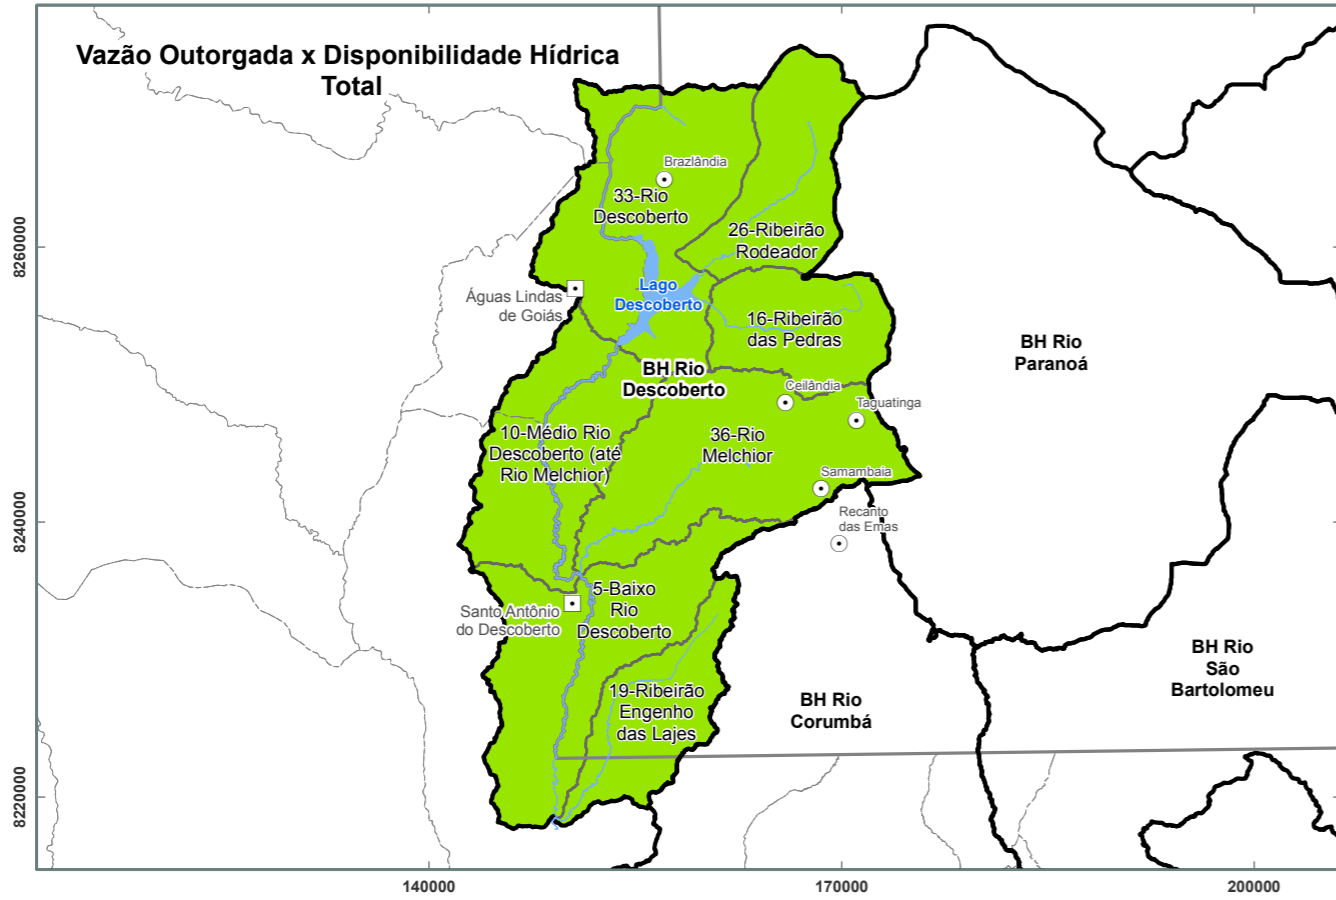 Vazão Outorgada x Disponibilidade Hídrica
Total
Brazlândia
33-Rio
Descoberto
26-Ribeirão
Rodeador
Lago
Descoberto
Águas Lindas
de Goiás
16-Ribeirão
das Pedras
BH Rio
Paranoá
BH Rio
Descoberto
Ceilândia
Taguatinga
10-Médio Rio
Descoberto (até
Rio Melchior)
36-Rio
Melchior
Samambaia
Recanto
das Emas
5-Baixo
Rio
Descoberto
Santo Antônio
do Descoberto
19-Ribeirão
Engenho
das Lajes
BH Rio
Corumbá
BH Rio
São
Bartolomeu
8260000
8240000
8220000
140000
170000
200000